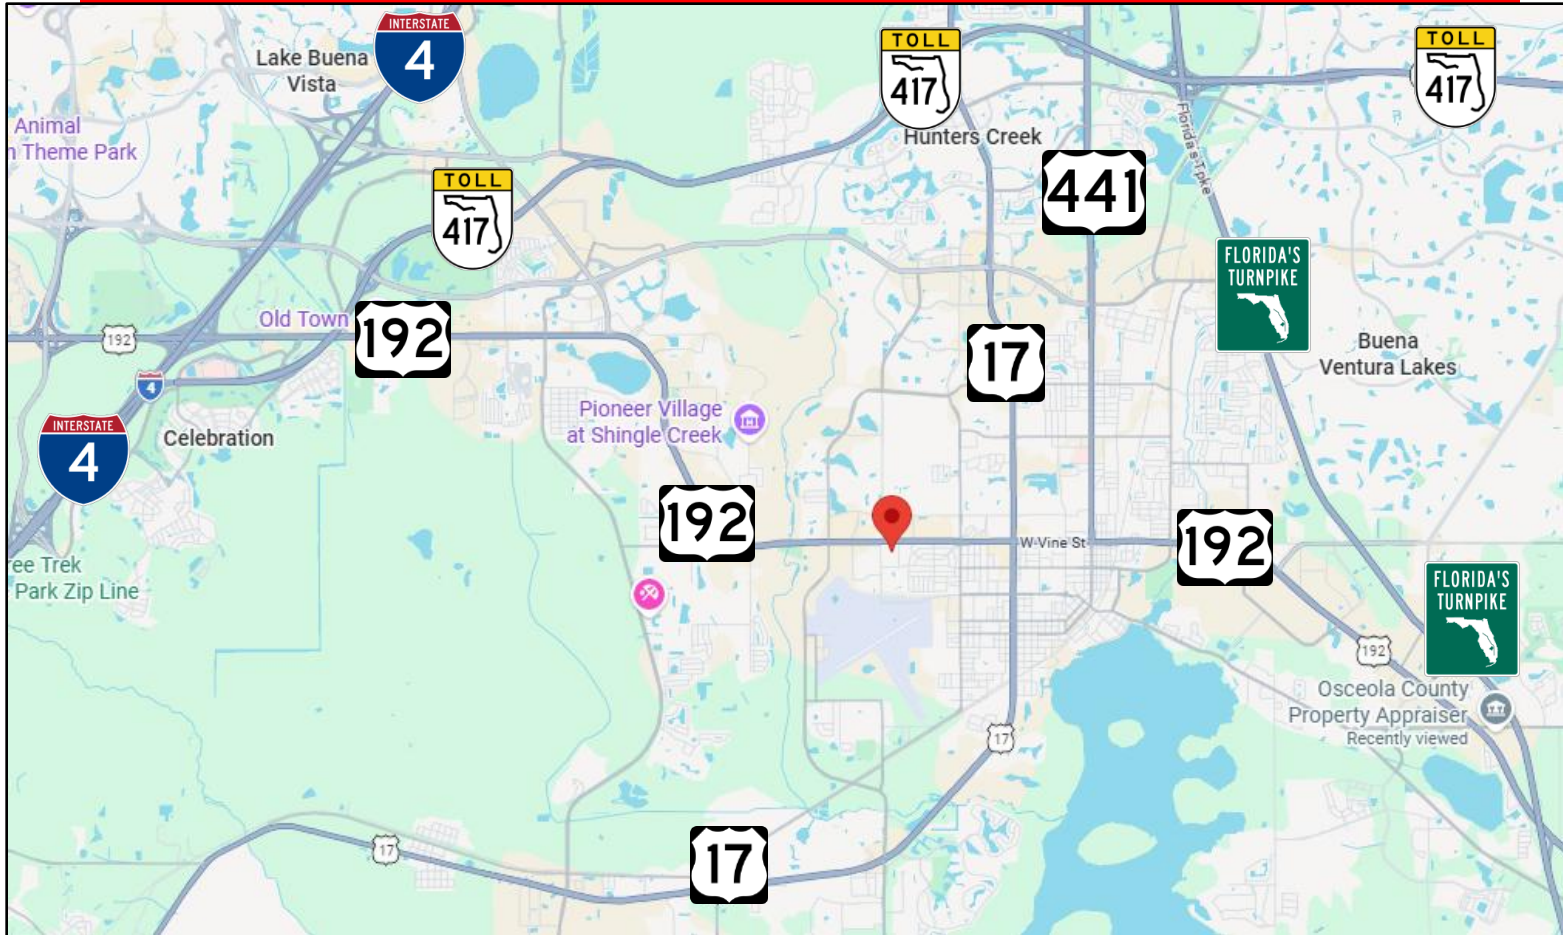 INTERSTATE
4
Lake Buena
Vista
TOLL
417
TOLL
417
Animal
n Theme Park
Hunters Creek
Florida's Tpke
TOLL
417
441
FLORIDA'S
TURNPIKE
Old Town
192
192
17
Buena
Ventura Lakes
4
INTERSTATE
4
Celebration
Pioneer Village
at Shingle Creek
192
W Vine St
192
ree Trek
Park Zip Line
FLORIDA'S
TURNPIKE
192
Osceola County
Property Appraiser
Recently viewed
17
17
17